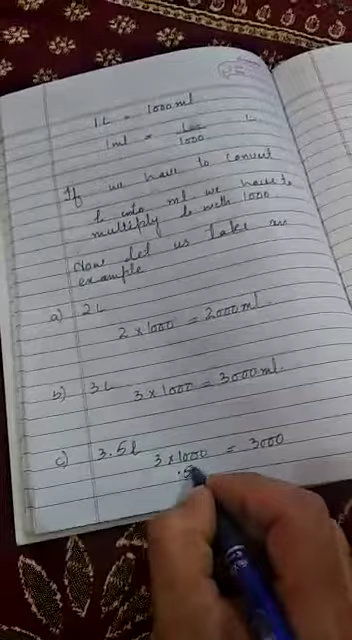 1L = 1000ml
1ml = 1000 L
If we have to convert
L into ml we have to
multiply L with 1000
Now let us take an
example
a) 2L
2 × 1000 = 2000ml.
b) 3L
3 × 1000 = 3000ml.
c) 3.5l
3 × 1000 = 3000
.5